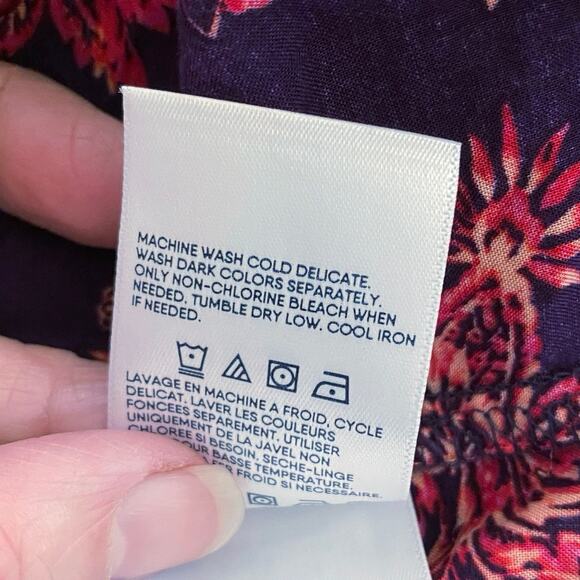 MACHINE WASH COLD DELICATE.
WASH DARK COLORS SEPARATELY.
ONLY NON-CHLORINE BLEACH WHEN
NEEDED. TUMBLE DRY LOW. COOL IRON
IF NEEDED.
LAVAGE EN MACHINE A FROID, CYCLE
DELICAT. LAVER LES COULEURS
FONCEES SEPAREMENT. UTILISER
UNIQUEMENT DE LA JAVEL NON
CHLOREE SI BESOIN, SECHE-LINGE
SUR BASSE TEMPERATURE.
FER FROID SI NECESSAIRE.